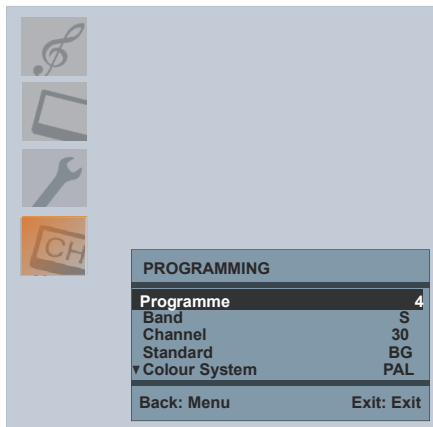 CH
PROGRAMMING
Programme 4
Band S
Channel 30
Standard BG
▼Colour System PAL
Back: Menu Exit: Exit